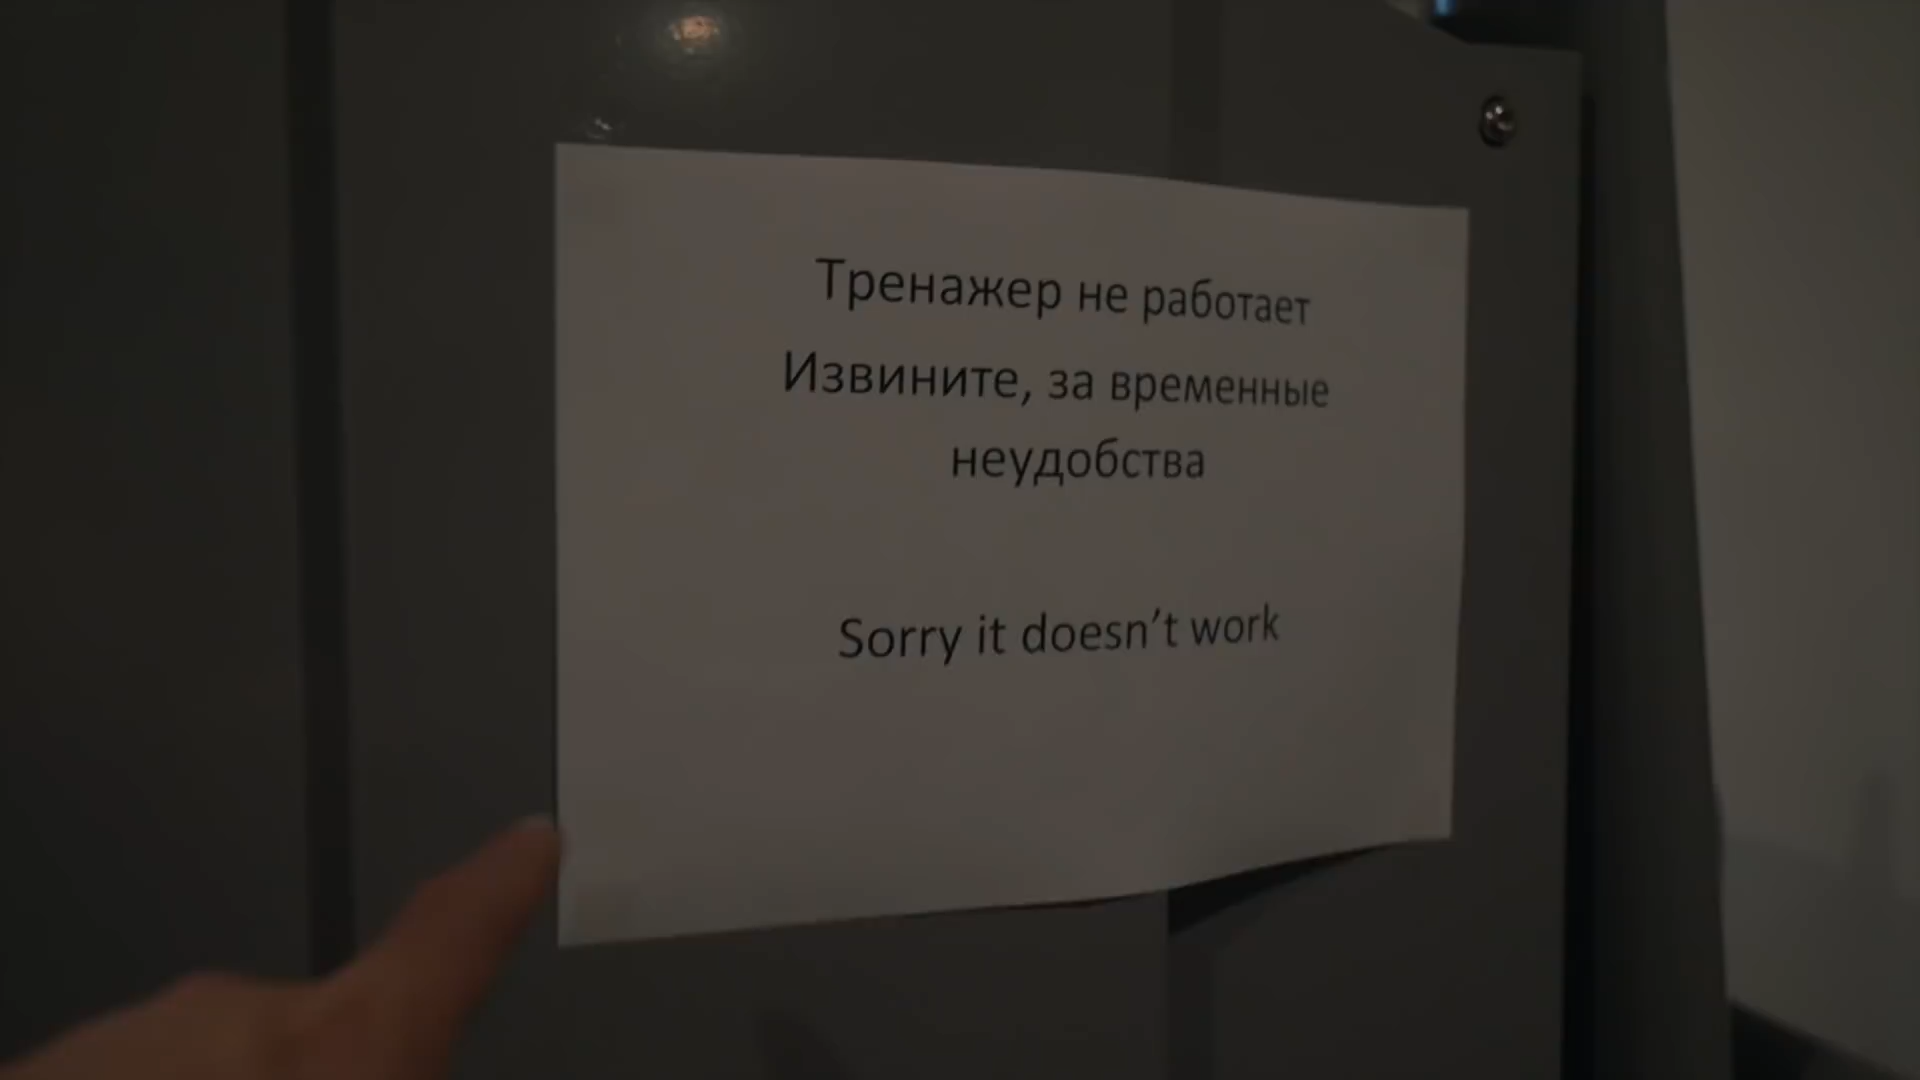 Тренажер не работает
Извините, за временные
неудобства
Sorry it doesn't work